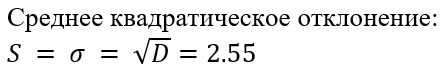 Среднее квадратическое отклонение:
S = σ = √D = 2.55